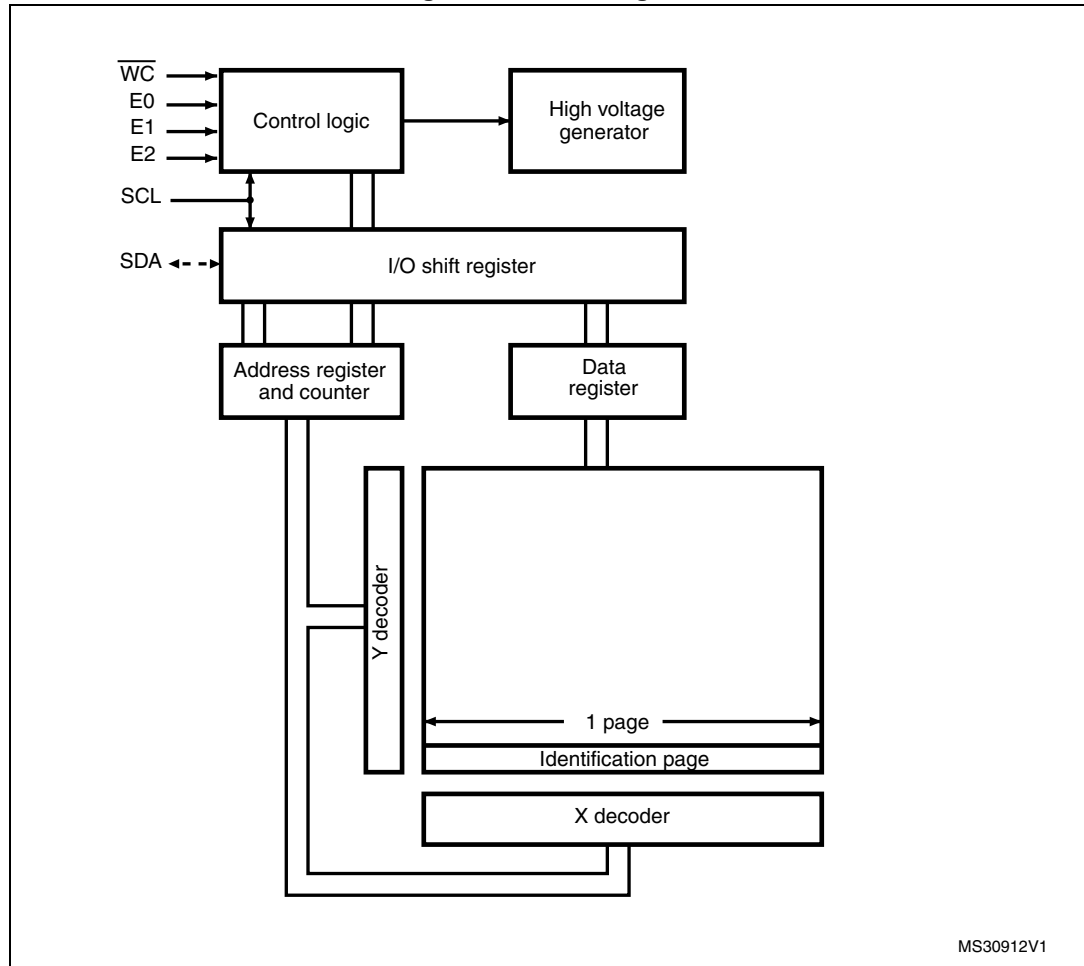 W̅C̅
E0
E1
E2
SCL
SDA
Control logic
High voltage
generator
I/O shift register
Address register
and counter
Data
register
Y decoder
1 page
Identification page
X decoder
MS30912V1